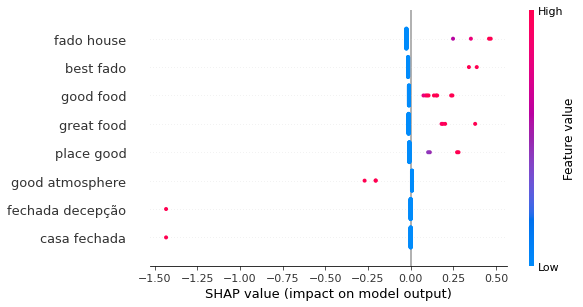 High
fado house
best fado
good food
great food
place good
good atmosphere
fechada decepção
casa fechada
Low
Feature value
−1.50 −1.25 −1.00 −0.75 −0.50 −0.25 0.00 0.25 0.50
SHAP value (impact on model output)